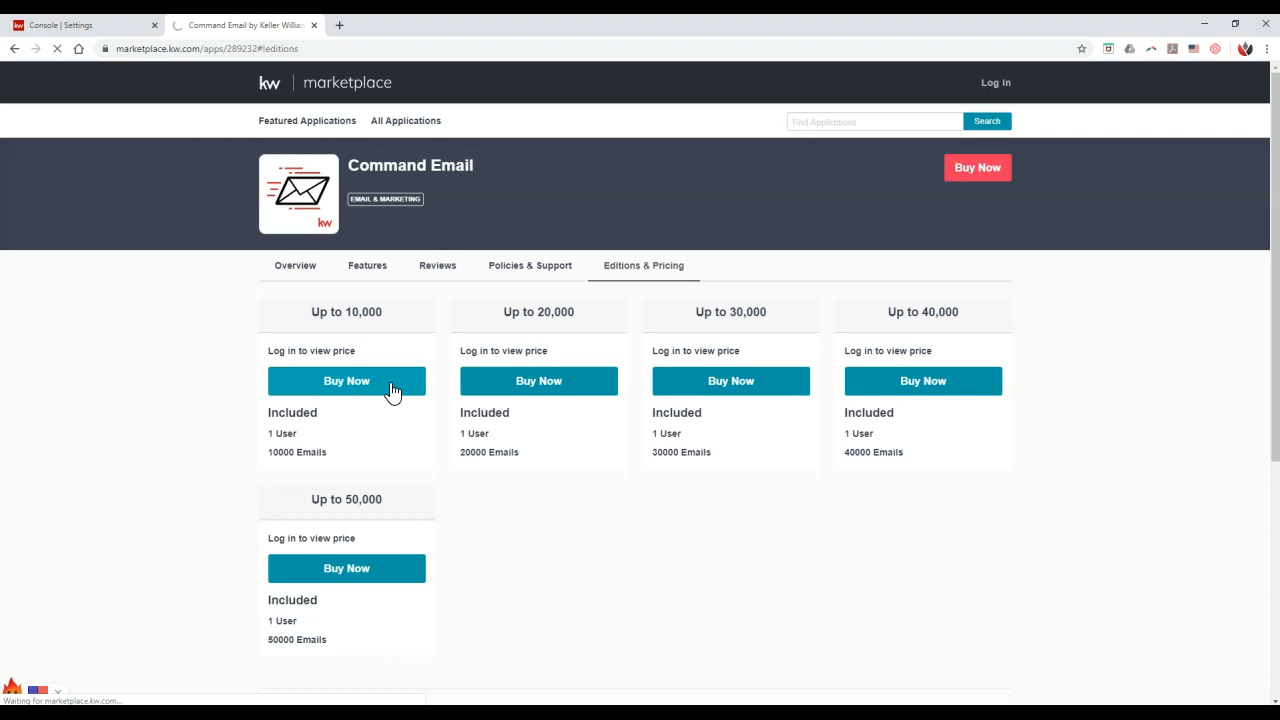 Console | Settings
Command Email by Keller Willia
marketplace.kw.com/apps/289232#!editions
kw marketplace
Log In
Featured Applications All Applications
Find Applications
Search
Command Email
Buy Now
EMAIL & MARKETING
kw
Overview Features Reviews Policies & Support Editions & Pricing
Up to 10,000 Up to 20,000 Up to 30,000 Up to 40,000
Log in to view price Log in to view price Log in to view price Log in to view price
Buy Now Buy Now Buy Now Buy Now
Included Included Included Included
1 User 1 User 1 User 1 User
10000 Emails 20000 Emails 30000 Emails 40000 Emails
Up to 50,000
Log in to view price
Buy Now
Included
1 User
50000 Emails
Waiting for marketplace.kw.com...